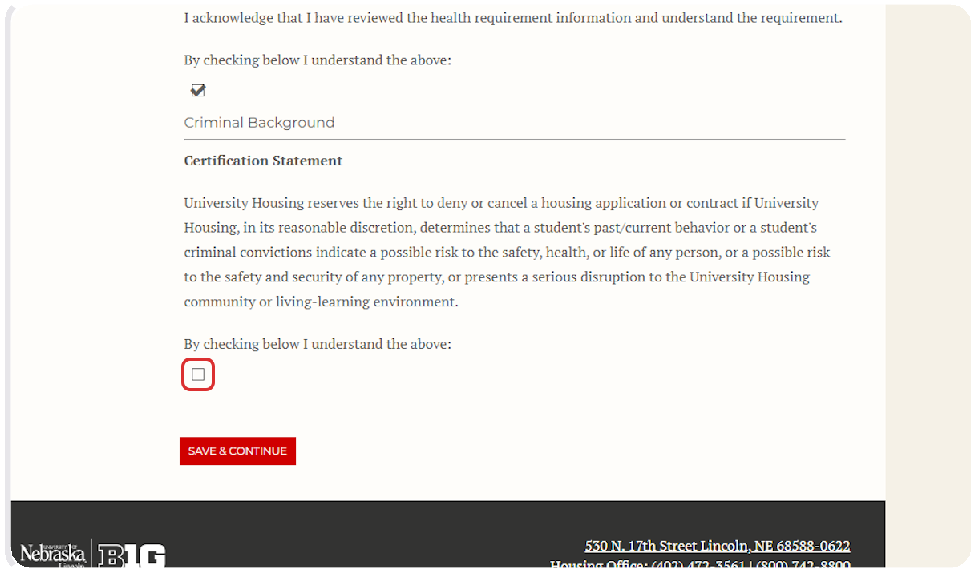 I acknowledge that I have reviewed the health requirement information and understand the requirement.
By checking below I understand the above:
Criminal Background
Certification Statement
University Housing reserves the right to deny or cancel a housing application or contract if University
Housing, in its reasonable discretion, determines that a student's past/current behavior or a student's
criminal convictions indicate a possible risk to the safety, health, or life of any person, or a possible risk
to the safety and security of any property, or presents a serious disruption to the University Housing
community or living-learning environment.
By checking below I understand the above:
SAVE & CONTINUE
530 N. 17th Street Lincoln, NE 68588-0622
UNIVERSITY OF
Nebraska
Lincoln
B1G
Housing Office: (402) 472-3561 | (800) 742-8800